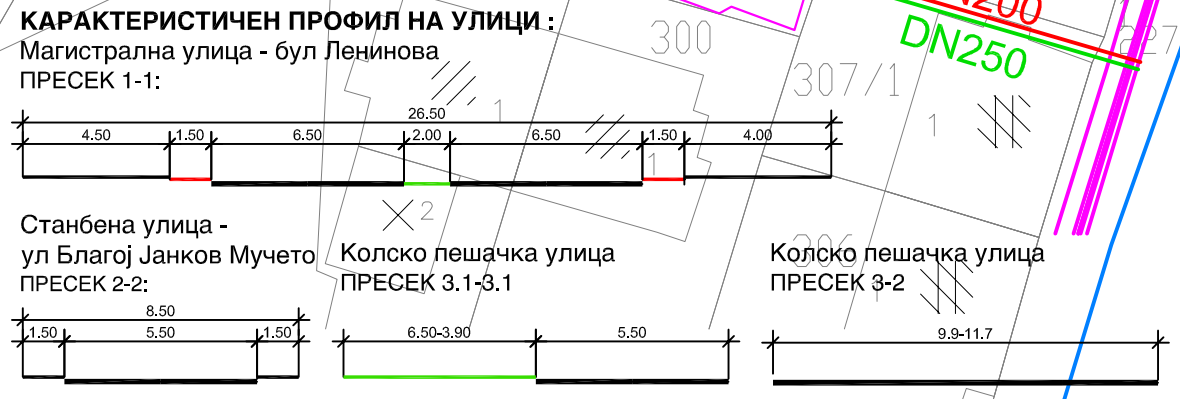 КАРАКТЕРИСТИЧЕН ПРОФИЛ НА УЛИЦИ :
Магистрална улица - бул Ленинова
ПРЕСЕК 1-1:
26.50
4.50 1.50 6.50 2.00 6.50 1.50 4.00
Станбена улица -
ул Благој Јанков Мучето
ПРЕСЕК 2-2:
8.50
1.50 5.50 1.50
Колско пешачка улица
ПРЕСЕК 3.1-3.1
6.50-3.90 5.50
Колско пешачка улица
ПРЕСЕК 3-2
9.9-11.7
300
307/1
306
227
1
1
1
1
2
DN250